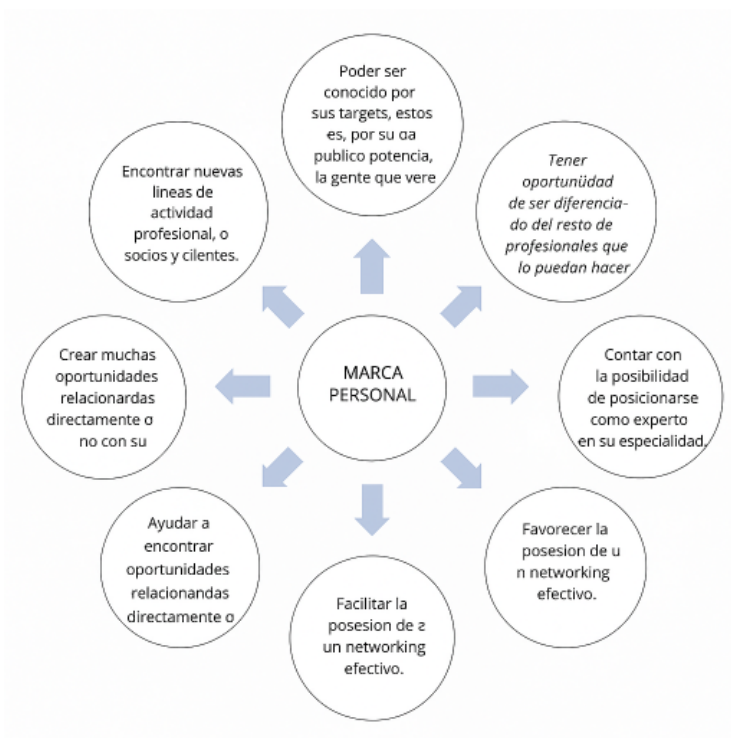 Poder ser
conocido por
sus targets, estos
es, por su ɑa
publico potencia,
la gente que vere
Tener
oportunüdad
de ser diferencia-
do del resto de
profesionales que
lo puedan hacer
Contar con
la posibilidad
de posicionarse
como experto
en su especialidad.
Favorecer la
posesion de u
n networking
efectivo.
Facilitar la
posesion de ƨ
un networking
efectivo.
Ayudar a
encontrar
oportunidades
relacionandas
directamente o
Crear muchas
oportunidades
relacionardas
directamente o
no con su
Encontrar nuevas
lineas de
actividad
profesional, o
socios y cilentes.
MARCA
PERSONAL